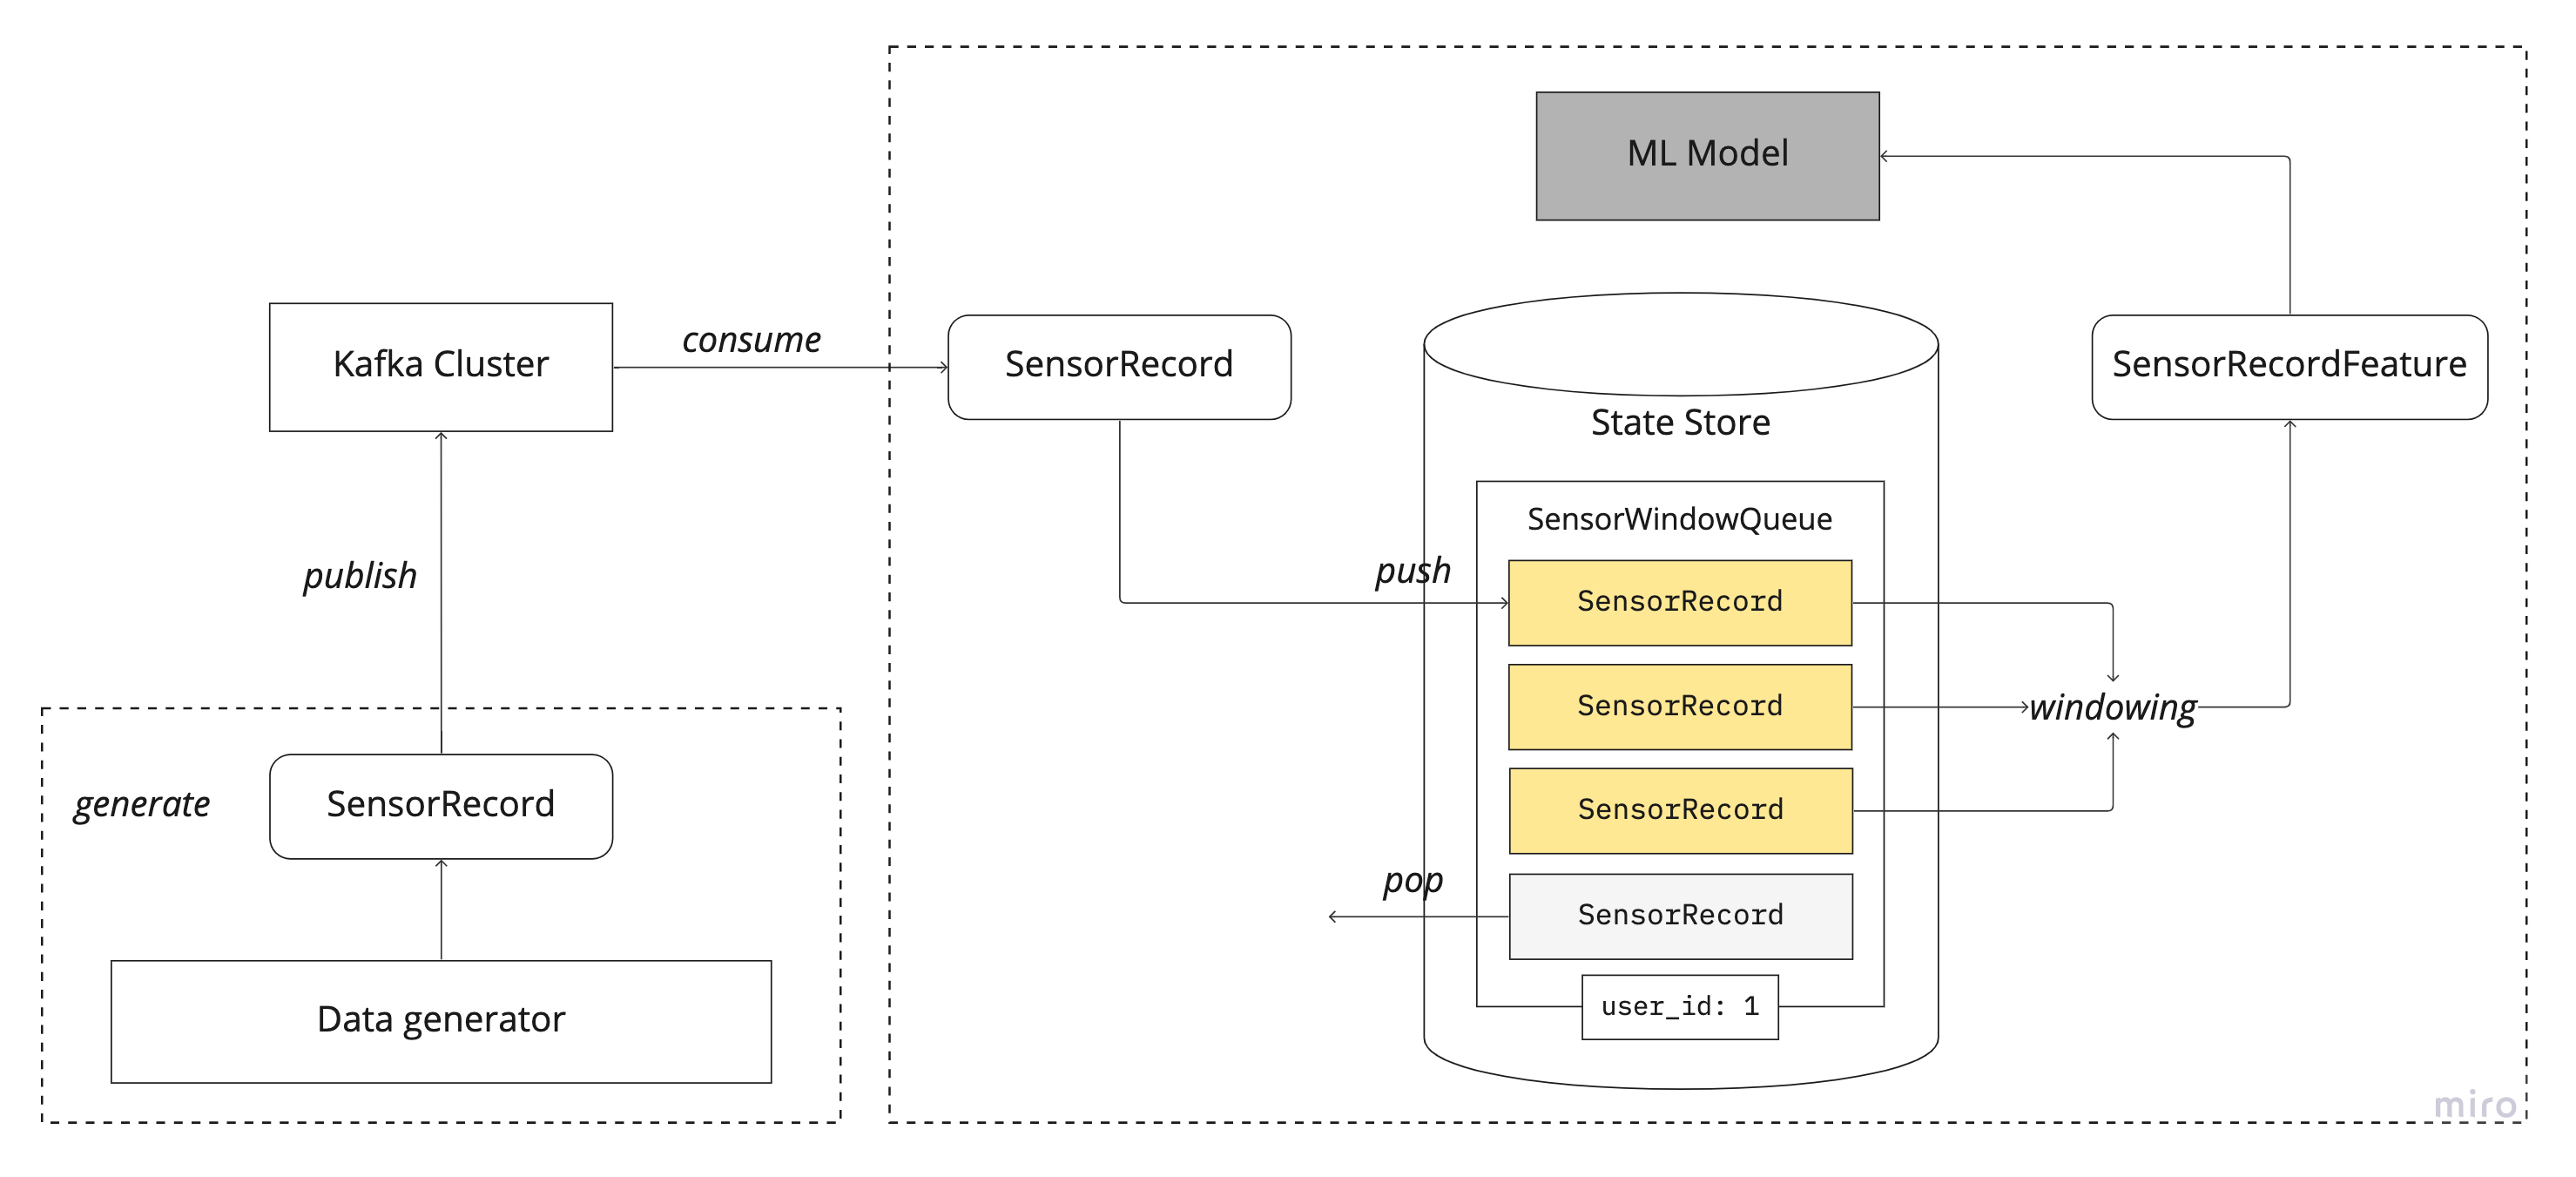 ML Model
Kafka Cluster
consume
SensorRecord
SensorRecordFeature
State Store
SensorWindowQueue
publish
push
SensorRecord
SensorRecord
windowing
generate
SensorRecord
SensorRecord
pop
SensorRecord
Data generator
user_id: 1
miro